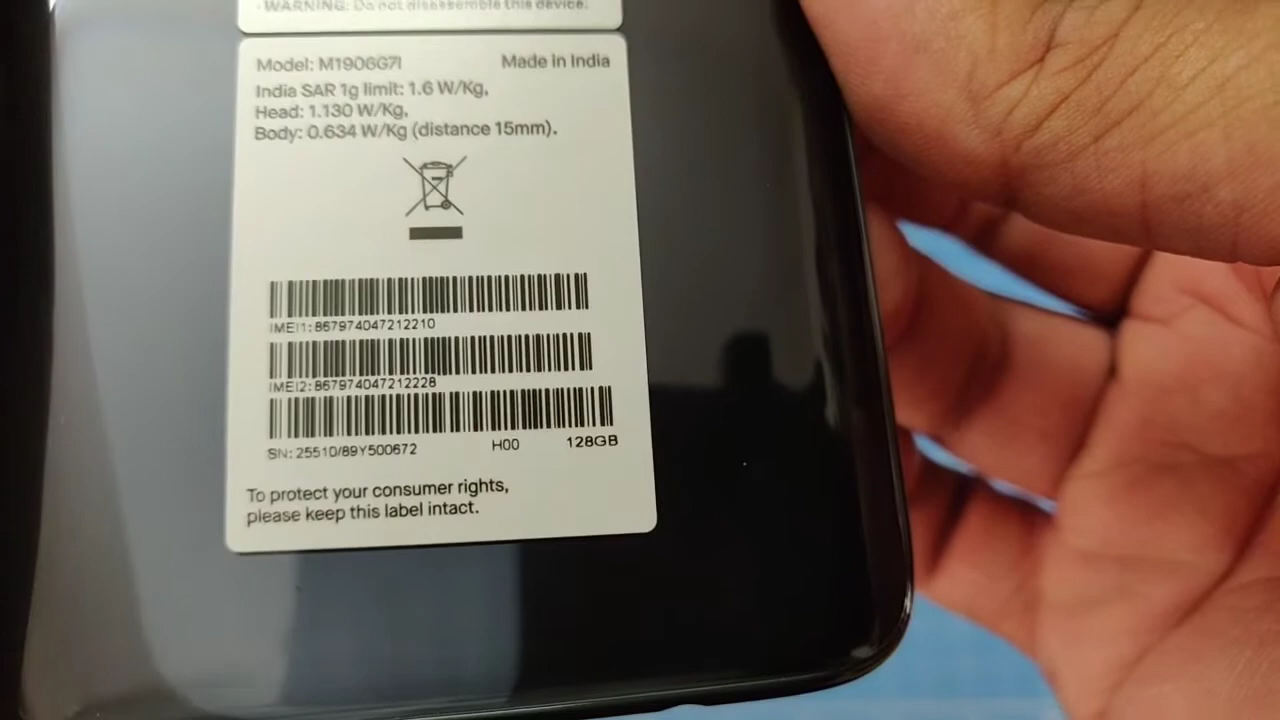 - WARNING: Do not disassemble this device.
Model: M1906G7I Made in India
India SAR 1g limit: 1.6 W/Kg,
Head: 1.130 W/Kg,
Body: 0.634 W/Kg (distance 15mm).
IMEI1: 867974047212210
IMEI2: 867974047212228
SN: 25510/89Y500672 H00 128GB
To protect your consumer rights,
please keep this label intact.